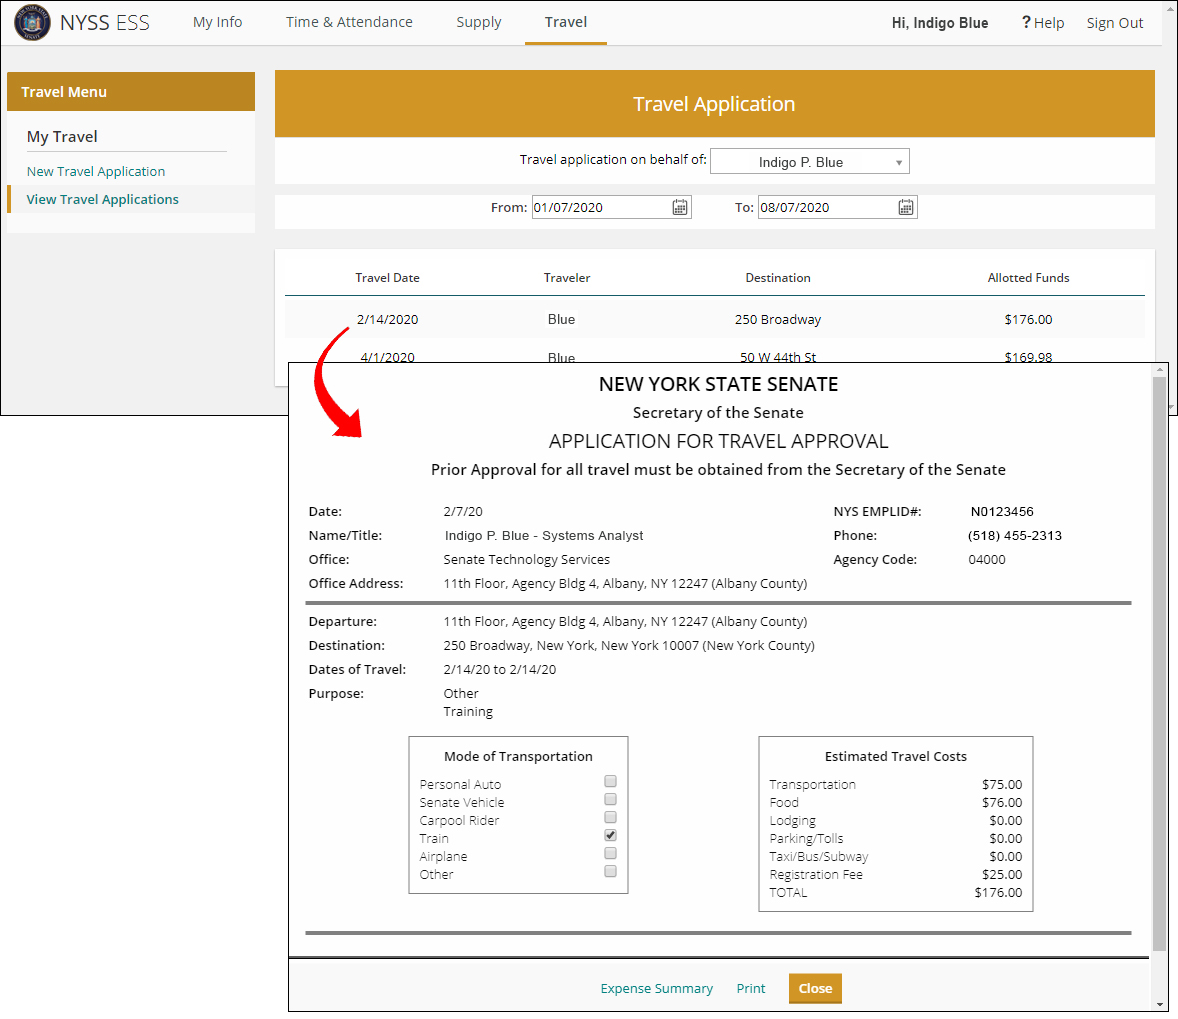 NYSS ESS My Info Time & Attendance Supply Travel Hi, Indigo Blue ? Help Sign Out
Travel Menu
My Travel
New Travel Application
View Travel Applications
Travel Application
Travel application on behalf of: Indigo P. Blue
From: 01/07/2020 To: 08/07/2020
Travel Date Traveler Destination Allotted Funds
2/14/2020 Blue 250 Broadway $176.00
4/1/2020 Blue 50 W 44th St $169.98
NEW YORK STATE SENATE
Secretary of the Senate
APPLICATION FOR TRAVEL APPROVAL
Prior Approval for all travel must be obtained from the Secretary of the Senate
Date: 2/7/20 NYS EMPLID#: N0123456
Name/Title: Indigo P. Blue - Systems Analyst Phone: (518) 455-2313
Office: Senate Technology Services Agency Code: 04000
Office Address: 11th Floor, Agency Bldg 4, Albany, NY 12247 (Albany County)
Departure: 11th Floor, Agency Bldg 4, Albany, NY 12247 (Albany County)
Destination: 250 Broadway, New York, New York 10007 (New York County)
Dates of Travel: 2/14/20 to 2/14/20
Purpose: Other
Training
Mode of Transportation
Personal Auto
Senate Vehicle
Carpool Rider
Train
Airplane
Other
Estimated Travel Costs
Transportation $75.00
Food $76.00
Lodging $0.00
Parking/Tolls $0.00
Taxi/Bus/Subway $0.00
Registration Fee $25.00
TOTAL $176.00
Expense Summary Print Close